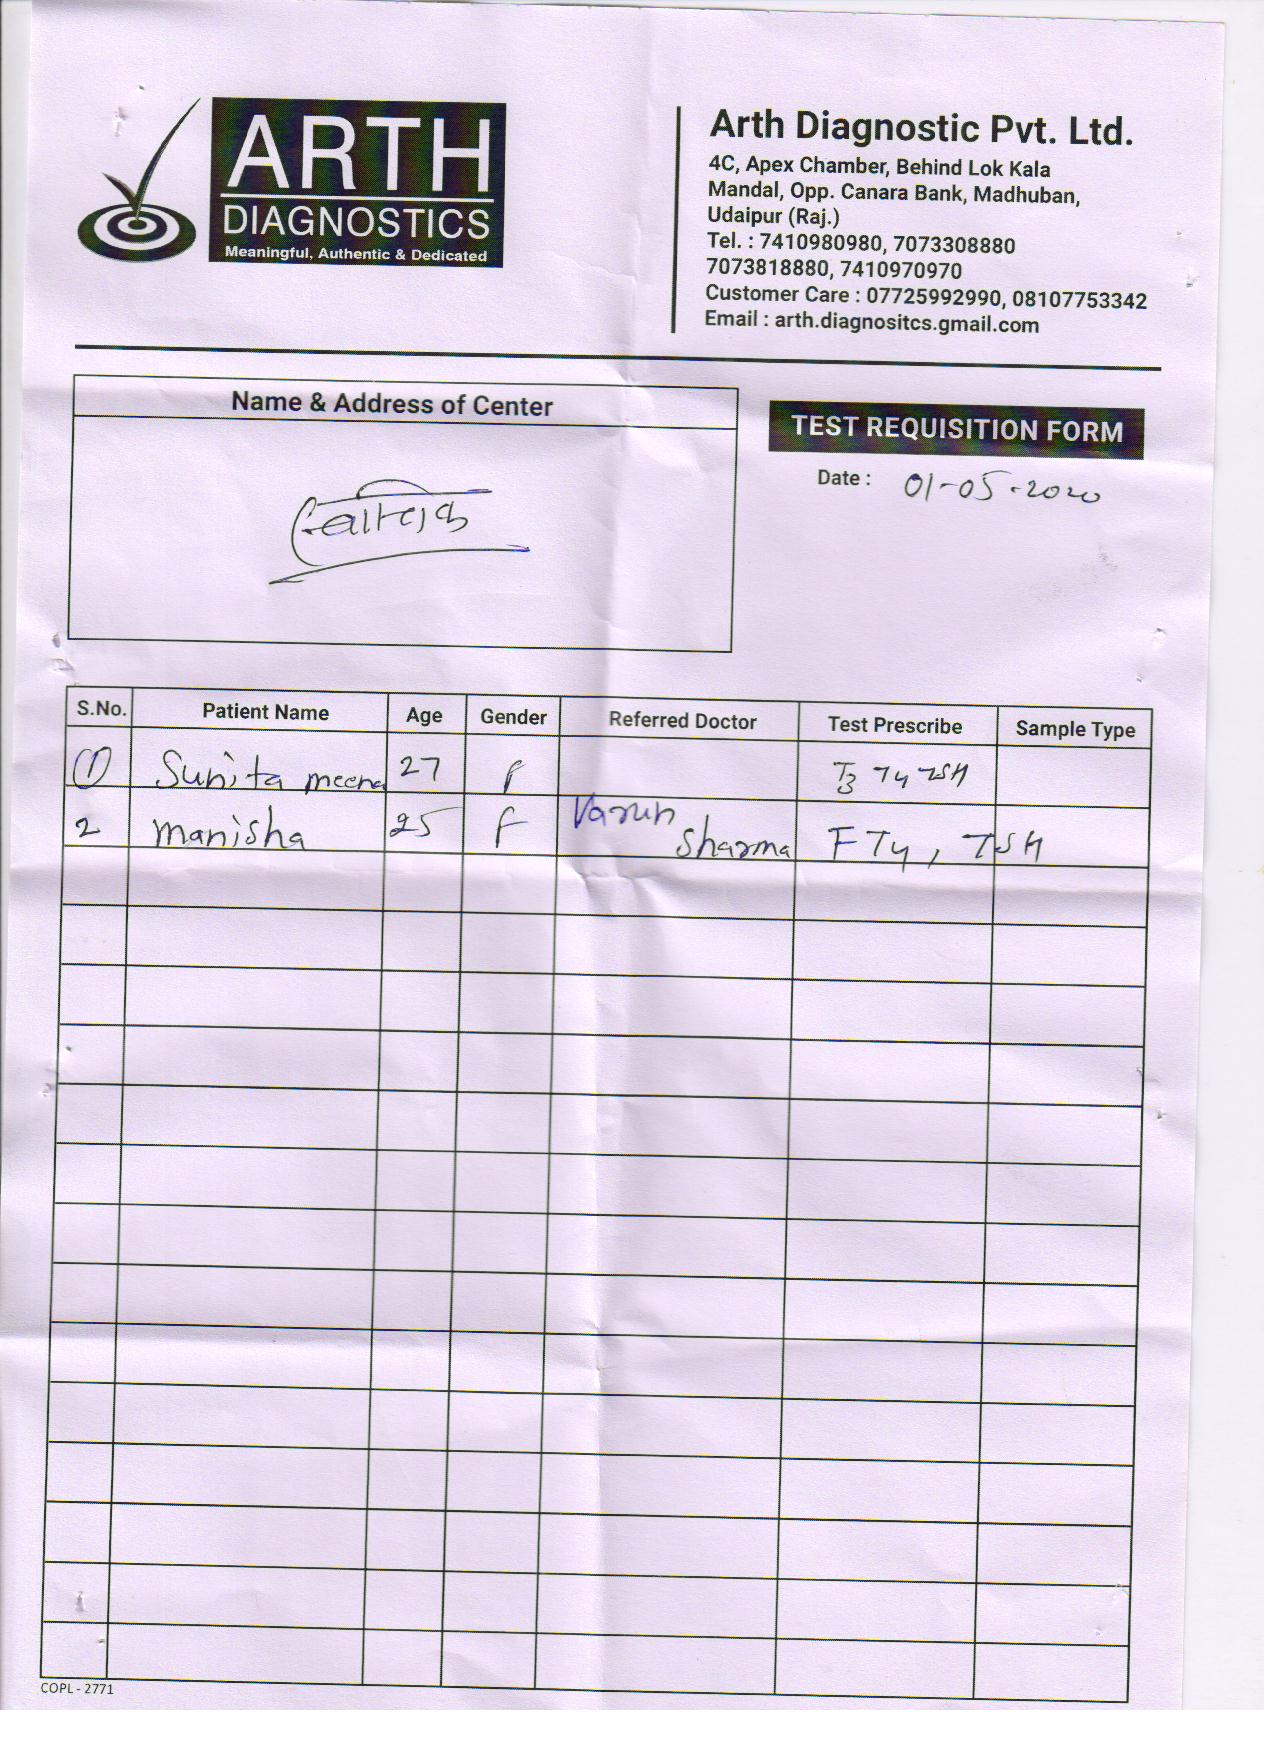 ARTH
DIAGNOSTICS
Meaningful, Authentic & Dedicated
Arth Diagnostic Pvt. Ltd.
4C, Apex Chamber, Behind Lok Kala
Mandal, Opp. Canara Bank, Madhuban,
Udaipur (Raj.)
Tel. : 7410980980, 7073308880
7073818880, 7410970970
Customer Care : 07725992990, 08107753342
Email : arth.diagnositcs.gmail.com
Name & Address of Center
TEST REQUISITION FORM
Date : 01-05-2020
S.No. Patient Name Age Gender Referred Doctor Test Prescribe Sample Type
(1) Sunita meena 27 F T3 T4 TSH
2 manisha 25 F Varun Sharma FT4, TSH
COPL - 2771